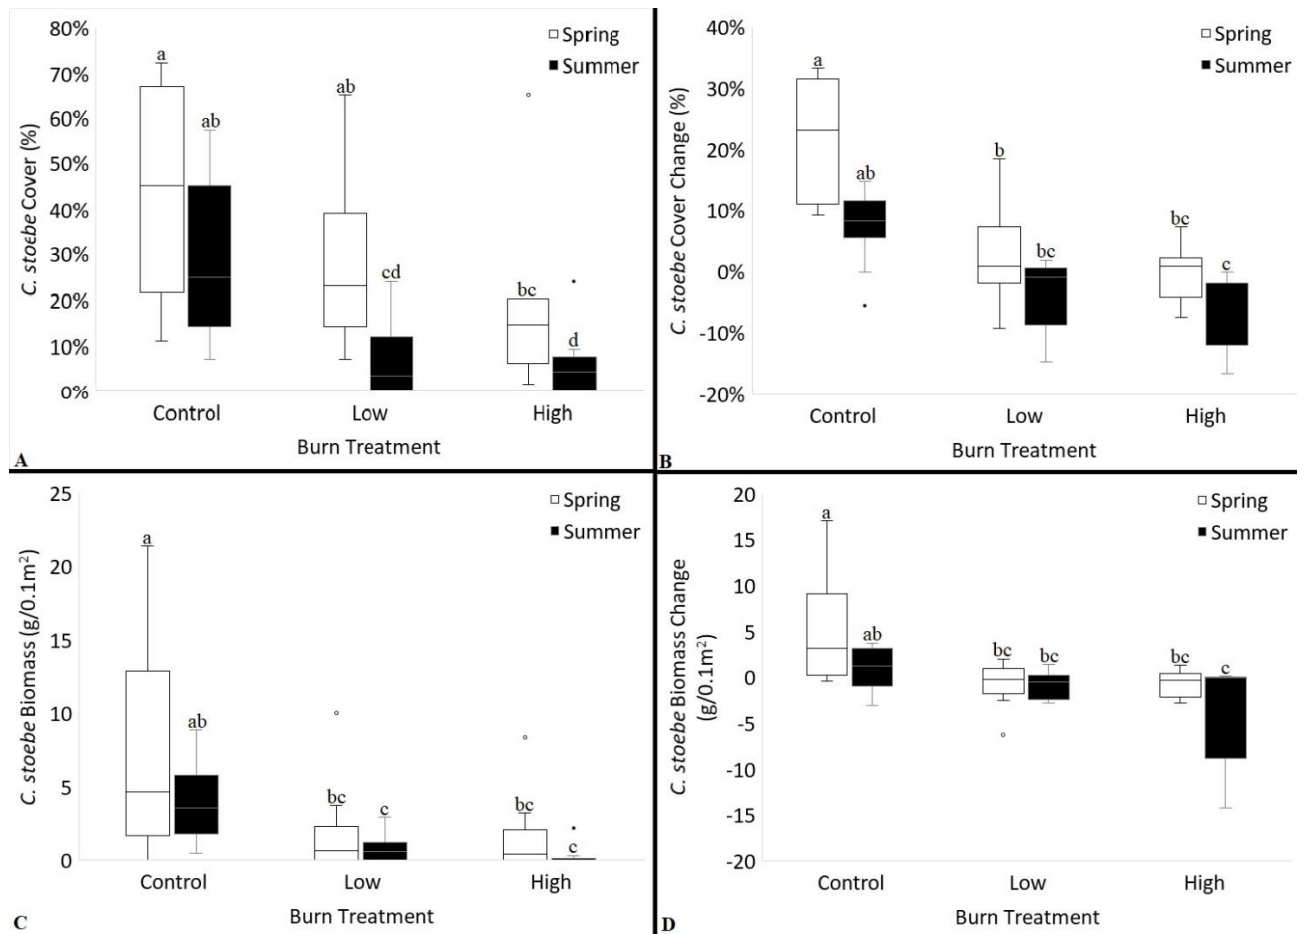 80%
70%
60%
50%
40%
30%
20%
10%
0%
C. stoebe Cover (%)
Spring
Summer
a
ab
ab
cd
bc
d
Control Low High
Burn Treatment
A
40%
30%
20%
10%
0%
-10%
-20%
C. stoebe Cover Change (%)
Spring
Summer
a
ab
b
bc
bc
c
Control Low High
Burn Treatment
B
25
20
15
10
5
0
C. stoebe Biomass (g/0.1m²)
Spring
Summer
a
ab
bc
c
bc
c
Control Low High
Burn Treatment
C
20
15
10
5
0
-5
-10
-15
-20
C. stoebe Biomass Change
(g/0.1m²)
Spring
Summer
a
ab
bc
bc
bc
c
Control Low High
Burn Treatment
D